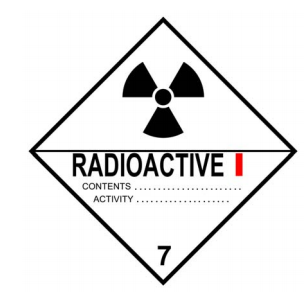 RADIOACTIVE I
CONTENTS .......................
ACTIVITY ....................
7